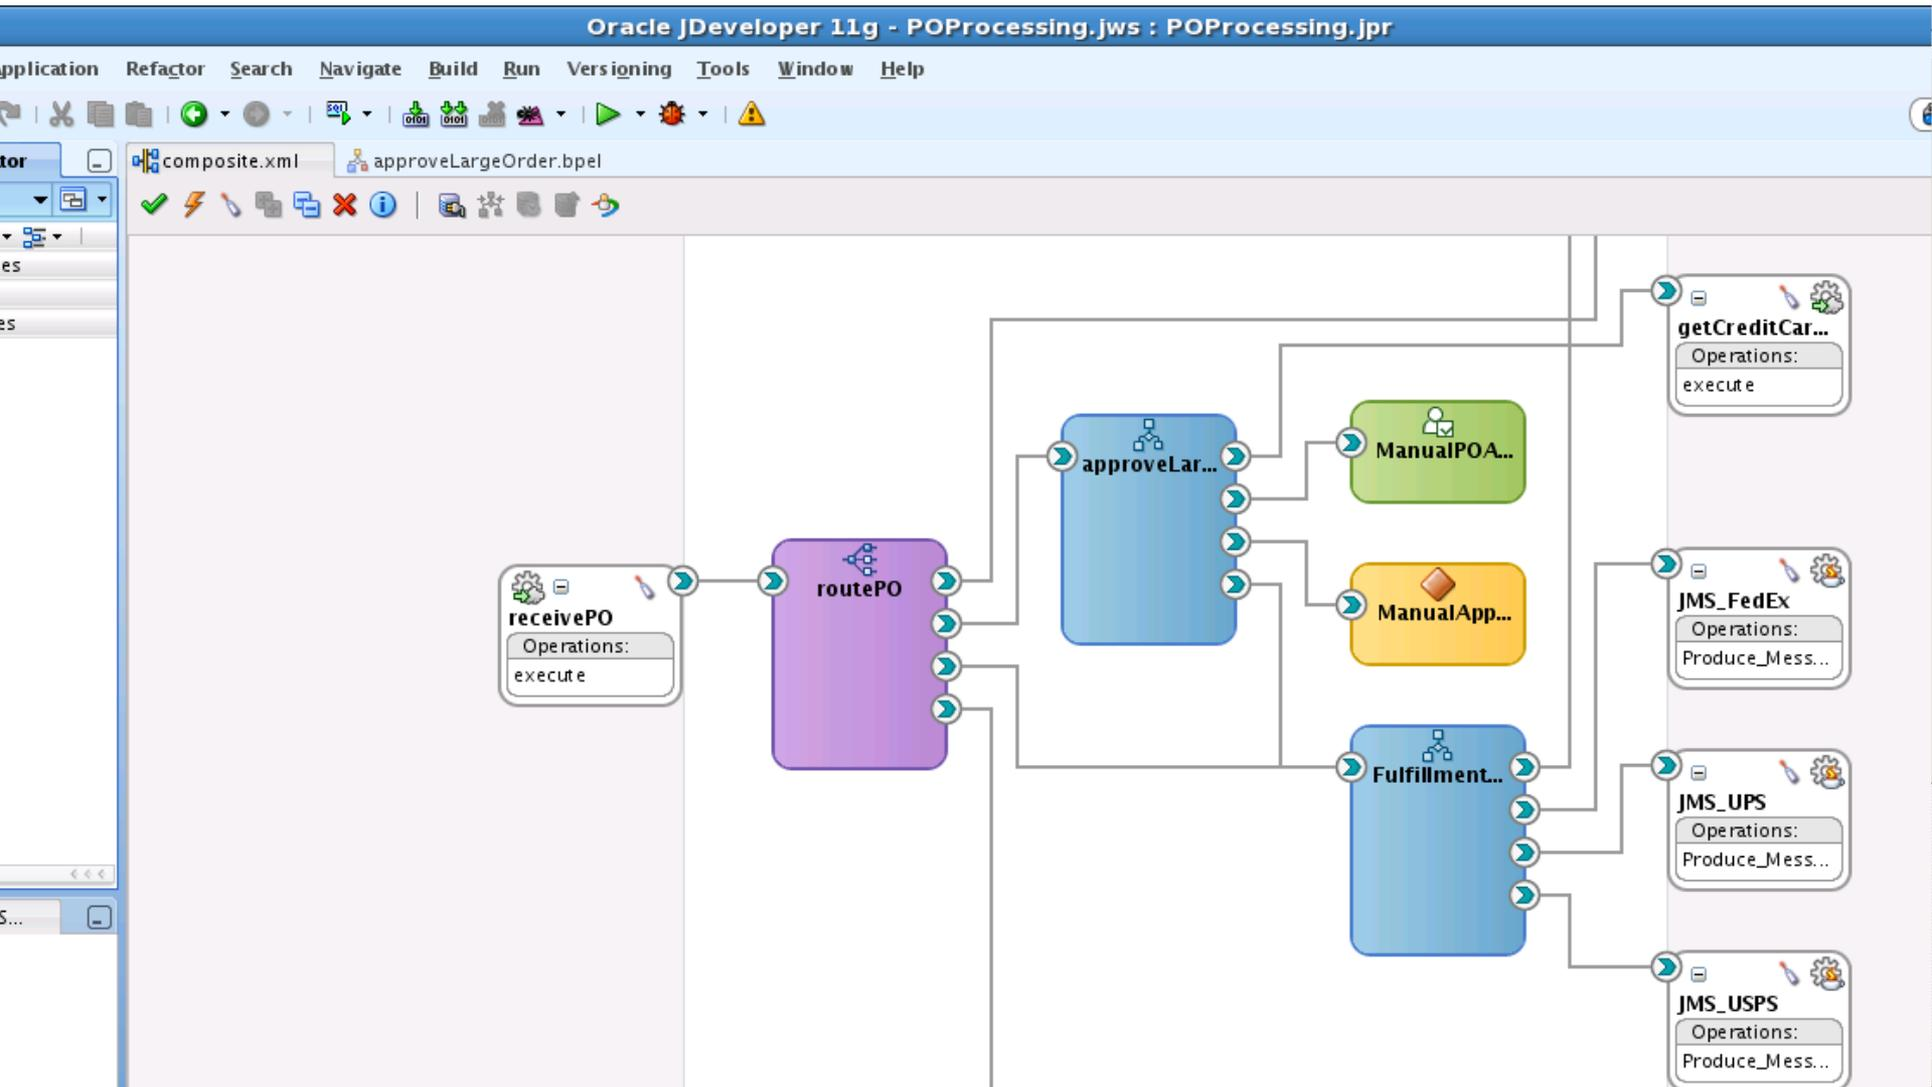 Oracle JDeveloper 11g - POProcessing.jws : POProcessing.jpr
pplication Refactor Search Navigate Build Run Versioning Tools Window Help
tor
composite.xml approveLargeOrder.bpel
es
es
S...
getCreditCar...
Operations:
execute
approveLar...
ManualPOA...
receivePO
Operations:
execute
routePO
ManualApp...
JMS_FedEx
Operations:
Produce_Mess...
Fulfillment...
JMS_UPS
Operations:
Produce_Mess...
JMS_USPS
Operations:
Produce_Mess...